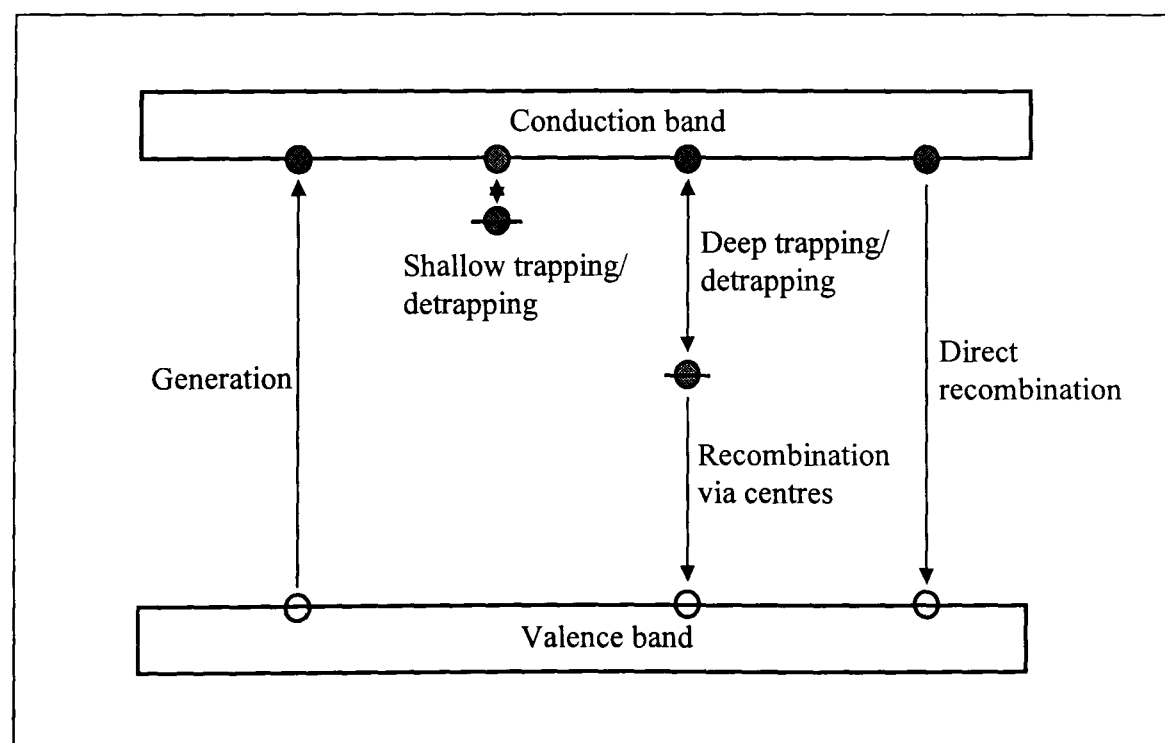 Conduction band
Shallow trapping/
detrapping
Deep trapping/
detrapping
Generation
Direct
recombination
Recombination
via centres
Valence band